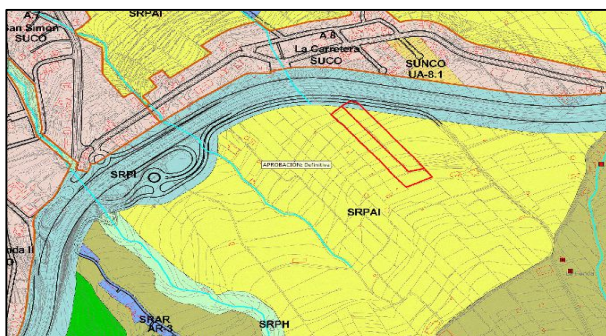 SRPAI
A.7
San Simon
SUCO
A.8
La Carretera
SUCO
SUNCO
UA-8.1
APROBACIÓN: Definitiva
SRPI
SRPAI
SRAR
AR-3
SRPH